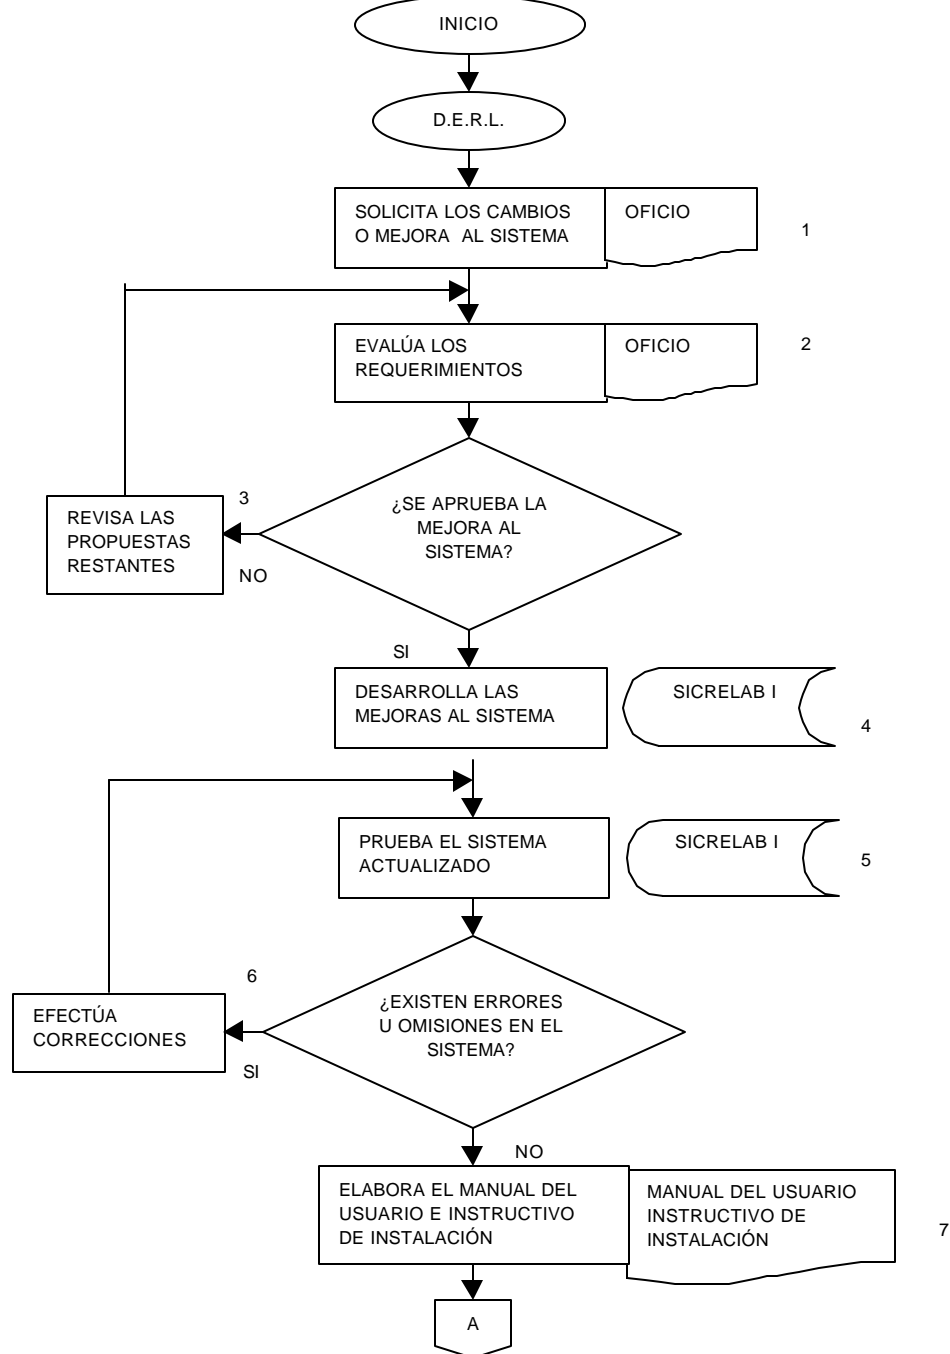 INICIO
D.E.R.L.
SOLICITA LOS CAMBIOS
O MEJORA  AL SISTEMA
OFICIO
1
EVALÚA LOS
REQUERIMIENTOS
OFICIO
2
¿SE APRUEBA LA
MEJORA AL
SISTEMA?
3
REVISA LAS
PROPUESTAS
RESTANTES
NO
SI
DESARROLLA LAS
MEJORAS AL SISTEMA
SICRELAB I
4
PRUEBA EL SISTEMA
ACTUALIZADO
SICRELAB I
5
¿EXISTEN ERRORES
U OMISIONES EN EL
SISTEMA?
6
EFECTÚA
CORRECCIONES
SI
NO
ELABORA EL MANUAL DEL
USUARIO E INSTRUCTIVO
DE INSTALACIÓN
MANUAL DEL USUARIO
INSTRUCTIVO DE
INSTALACIÓN
7
A